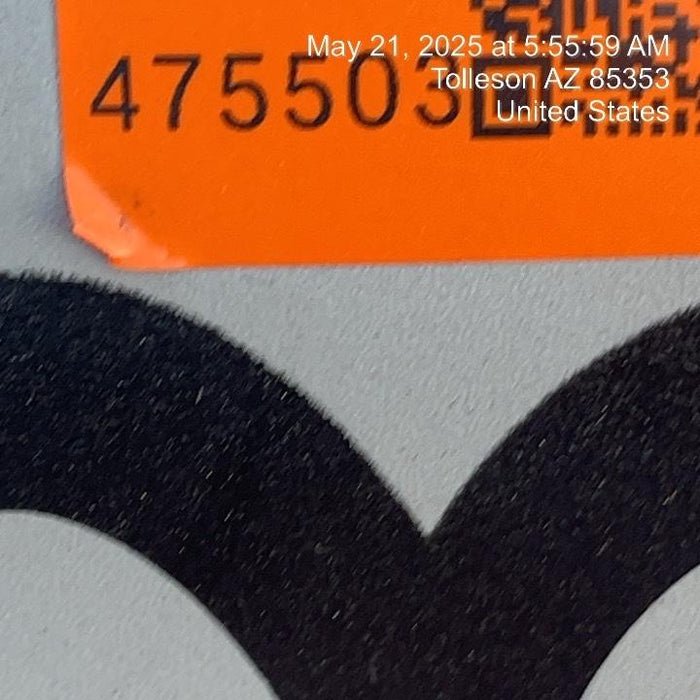 May 21, 2025 at 5:55:59 AM
475503
Tolleson AZ 85353
United States